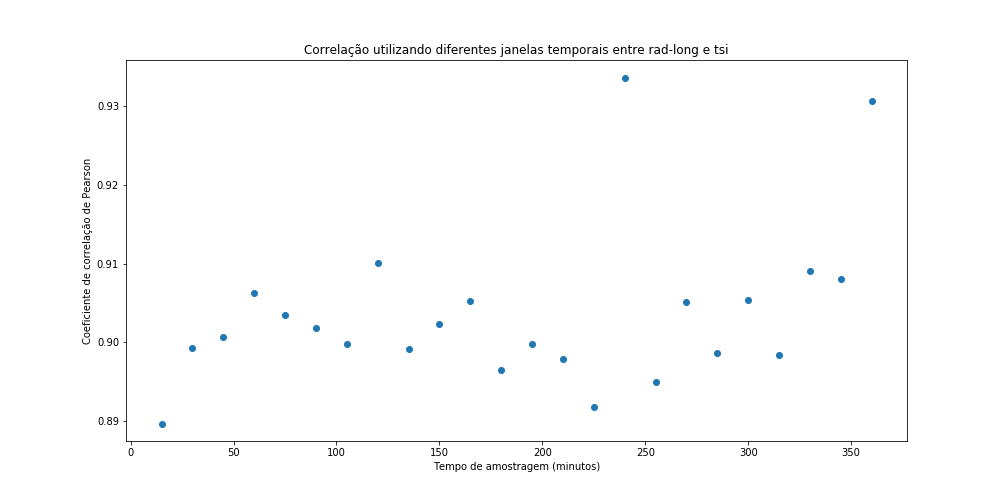 Correlação utilizando diferentes janelas temporais entre rad-long e tsi
0.93
0.92
0.91
0.90
0.89
Coeficiente de correlação de Pearson
0 50 100 150 200 250 300 350
Tempo de amostragem (minutos)